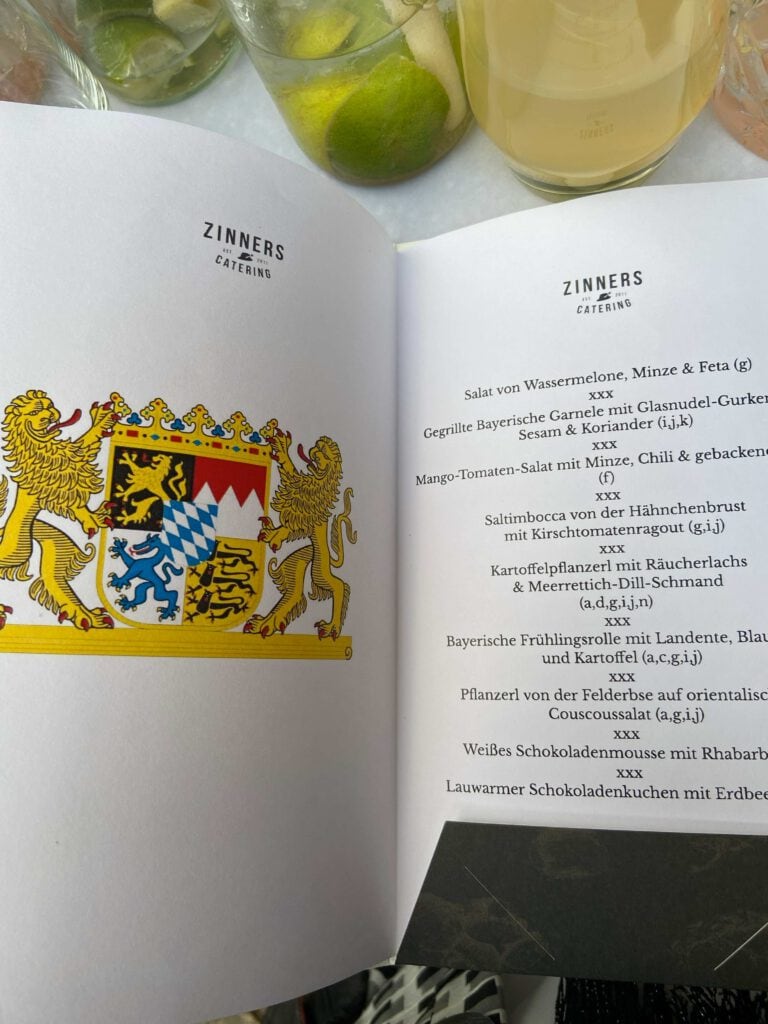 ZINNERS
EST 2011
CATERING
ZINNERS
EST 2011
CATERING
Salat von Wassermelone, Minze & Feta (g)
xxx
Gegrillte Bayerische Garnele mit Glasnudel-Gurken
Sesam & Koriander (i,j,k)
xxx
Mango-Tomaten-Salat mit Minze, Chili & gebackene
(f)
xxx
Saltimbocca von der Hähnchenbrust
mit Kirschtomatenragout (g,i,j)
xxx
Kartoffelpflanzerl mit Räucherlachs
& Meerrettich-Dill-Schmand
(a,d,g,i,j,n)
xxx
Bayerische Frühlingsrolle mit Landente, Blau
und Kartoffel (a,c,g,i,j)
xxx
Pflanzerl von der Felderbse auf orientalisc
Couscoussalat (a,g,i,j)
xxx
Weißes Schokoladenmousse mit Rhabarb
xxx
Lauwarmer Schokoladenkuchen mit Erdbee